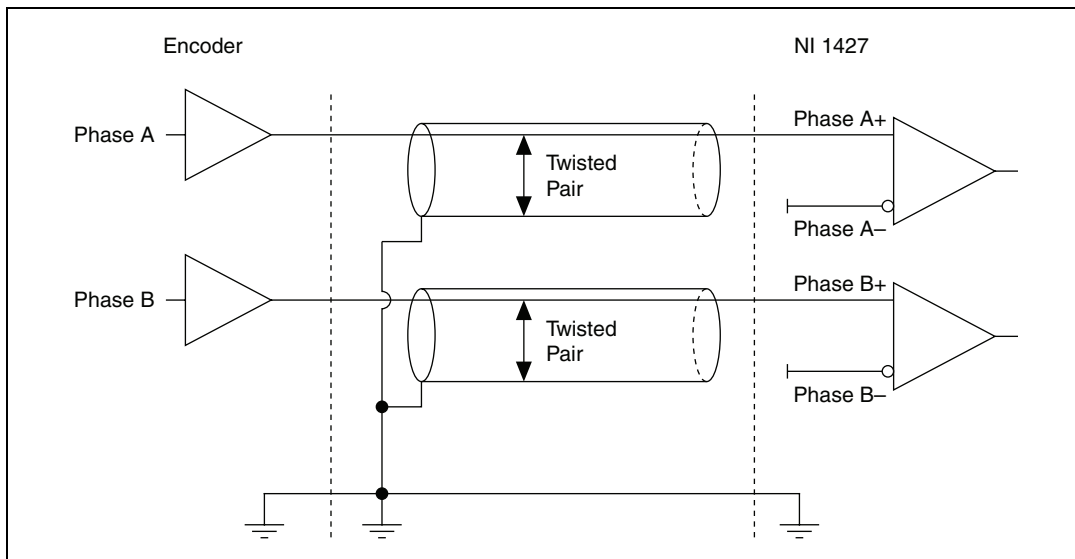 Encoder
NI 1427
Phase A
Twisted
Pair
Phase A+
Phase A–
Phase B
Twisted
Pair
Phase B+
Phase B–